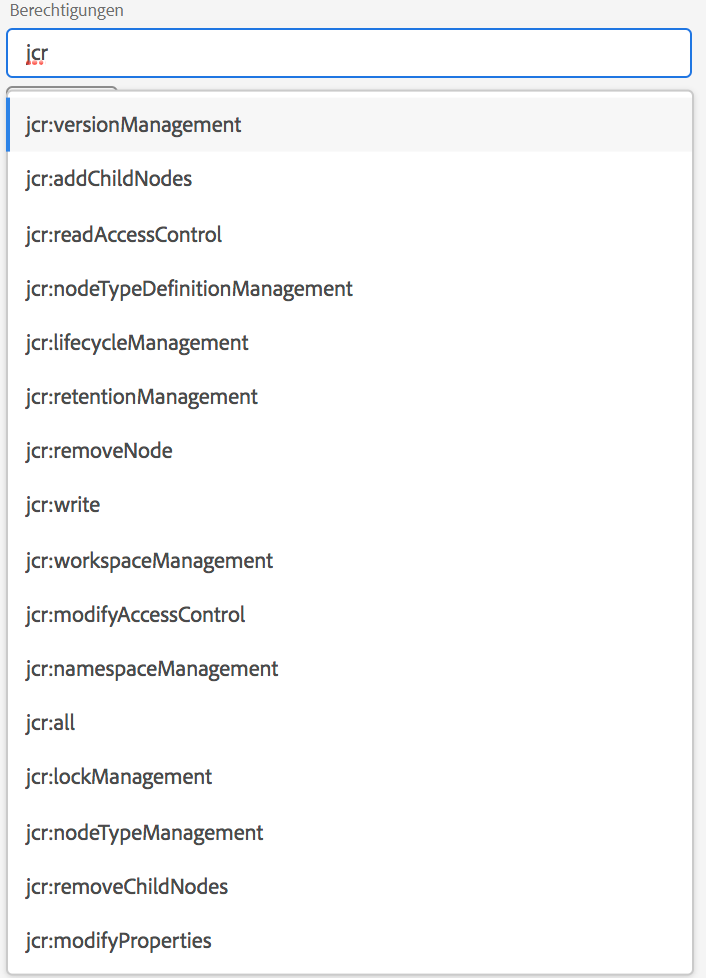 Berechtigungen
jcr
jcr:versionManagement
jcr:addChildNodes
jcr:readAccessControl
jcr:nodeTypeDefinitionManagement
jcr:lifecycleManagement
jcr:retentionManagement
jcr:removeNode
jcr:write
jcr:workspaceManagement
jcr:modifyAccessControl
jcr:namespaceManagement
jcr:all
jcr:lockManagement
jcr:nodeTypeManagement
jcr:removeChildNodes
jcr:modifyProperties